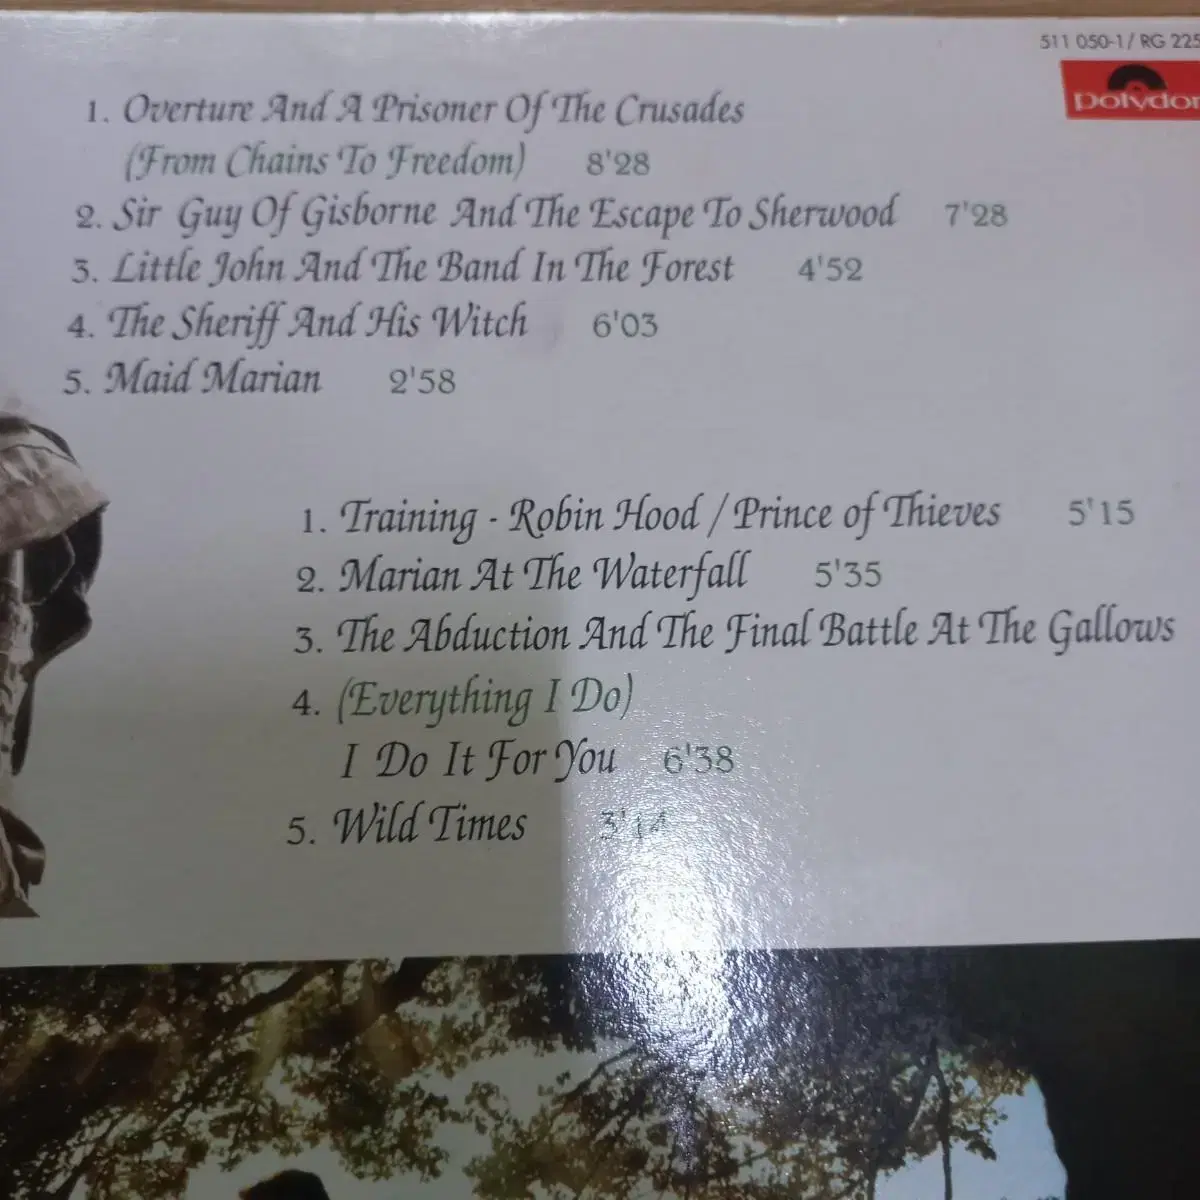 511 050-1 / RG 225
polydor
1. Overture And A Prisoner Of The Crusades
(From Chains To Freedom) 8'28
2. Sir Guy Of Gisborne And The Escape To Sherwood 7'28
3. Little John And The Band In The Forest 4'52
4. The Sheriff And His Witch 6'03
5. Maid Marian 2'58
1. Training - Robin Hood / Prince of Thieves 5'15
2. Marian At The Waterfall 5'35
3. The Abduction And The Final Battle At The Gallows
4. (Everything I Do)
I Do It For You 6'38
5. Wild Times 3'14